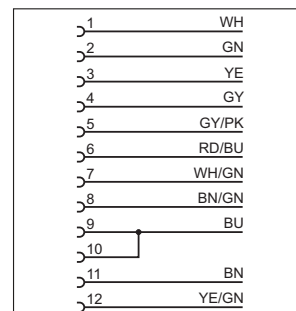 1 WH
2 GN
3 YE
4 GY
5 GY/PK
6 RD/BU
7 WH/GN
8 BN/GN
9 BU
10
11 BN
12 YE/GN